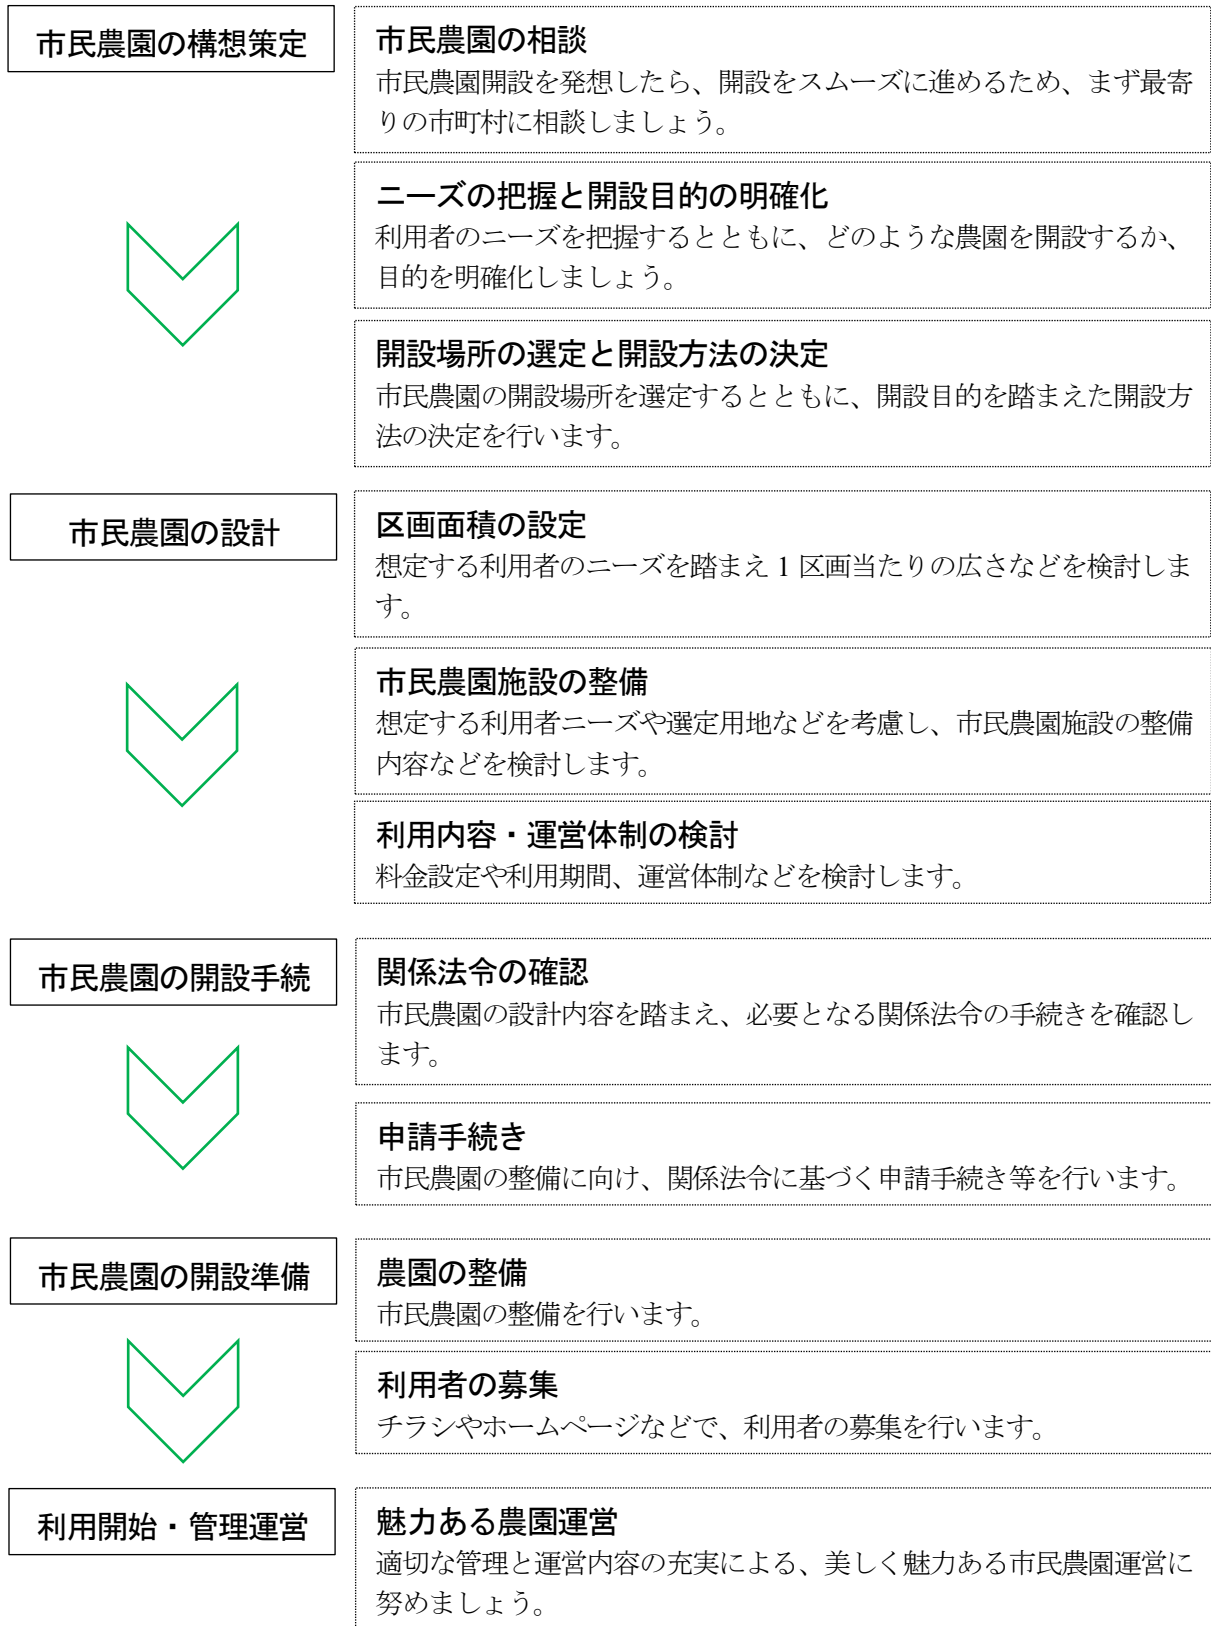 市民農園の構想策定
市民農園の相談
市民農園開設を発想したら、開設をスムーズに進めるため、まず最寄
りの市町村に相談しましょう。
ニーズの把握と開設目的の明確化
利用者のニーズを把握するとともに、どのような農園を開設するか、
目的を明確化しましょう。
開設場所の選定と開設方法の決定
市民農園の開設場所を選定するとともに、開設目的を踏まえた開設方
法の決定を行います。
市民農園の設計
区画面積の設定
想定する利用者のニーズを踏まえ 1 区画当たりの広さなどを検討しま
す。
市民農園施設の整備
想定する利用者ニーズや選定用地などを考慮し、市民農園施設の整備
内容などを検討します。
利用内容・運営体制の検討
料金設定や利用期間、運営体制などを検討します。
市民農園の開設手続
関係法令の確認
市民農園の設計内容を踏まえ、必要となる関係法令の手続きを確認し
ます。
申請手続き
市民農園の整備に向け、関係法令に基づく申請手続き等を行います。
市民農園の開設準備
農園の整備
市民農園の整備を行います。
利用者の募集
チラシやホームページなどで、利用者の募集を行います。
利用開始・管理運営
魅力ある農園運営
適切な管理と運営内容の充実による、美しく魅力ある市民農園運営に
努めましょう。